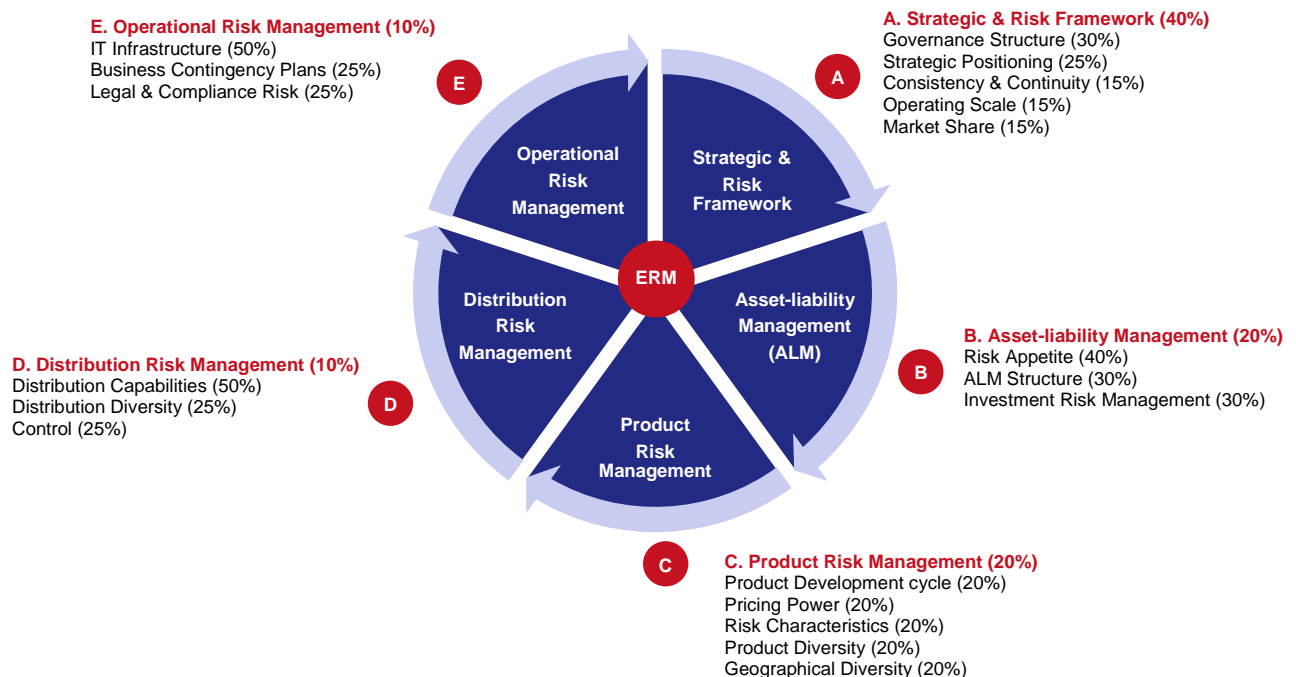 E. Operational Risk Management (10%)
IT Infrastructure (50%)
Business Contingency Plans (25%)
Legal & Compliance Risk (25%)
E
A. Strategic & Risk Framework (40%)
Governance Structure (30%)
Strategic Positioning (25%)
Consistency & Continuity (15%)
Operating Scale (15%)
Market Share (15%)
A
Operational
Risk
Management
Strategic &
Risk
Framework
ERM
Distribution
Risk
Management
Asset-liability
Management
(ALM)
Product
Risk
Management
B. Asset-liability Management (20%)
Risk Appetite (40%)
ALM Structure (30%)
Investment Risk Management (30%)
B
D. Distribution Risk Management (10%)
Distribution Capabilities (50%)
Distribution Diversity (25%)
Control (25%)
D
C
C. Product Risk Management (20%)
Product Development cycle (20%)
Pricing Power (20%)
Risk Characteristics (20%)
Product Diversity (20%)
Geographical Diversity (20%)